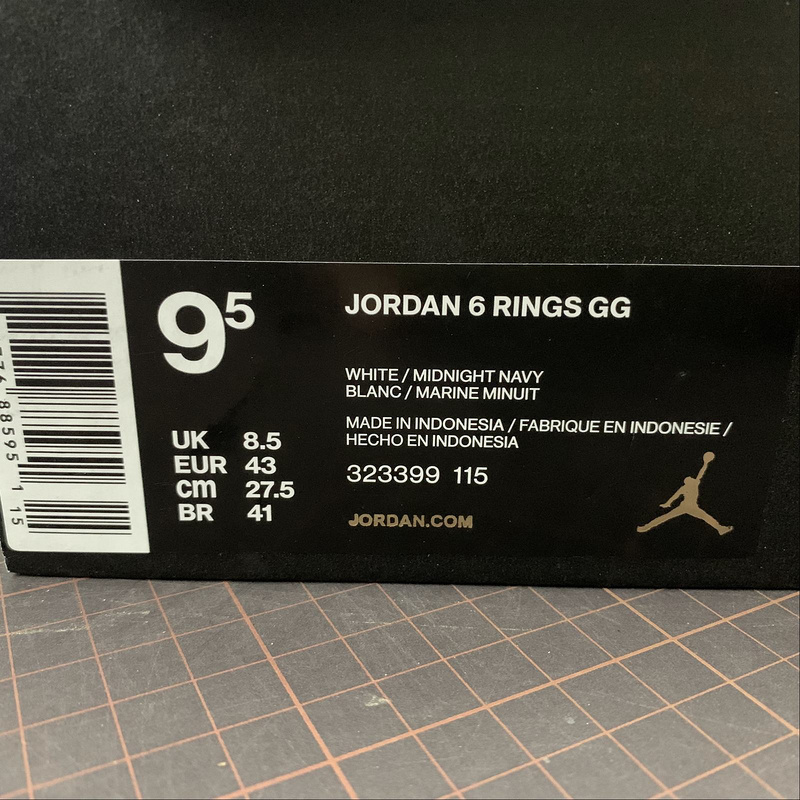 9⁵
JORDAN 6 RINGS GG
WHITE / MIDNIGHT NAVY
BLANC / MARINE MINUIT
MADE IN INDONESIA / FABRIQUE EN INDONESIE /
HECHO EN INDONESIA
323399 115
JORDAN.COM
UK 8.5
EUR 43
cm 27.5
BR 41
88595 1 15